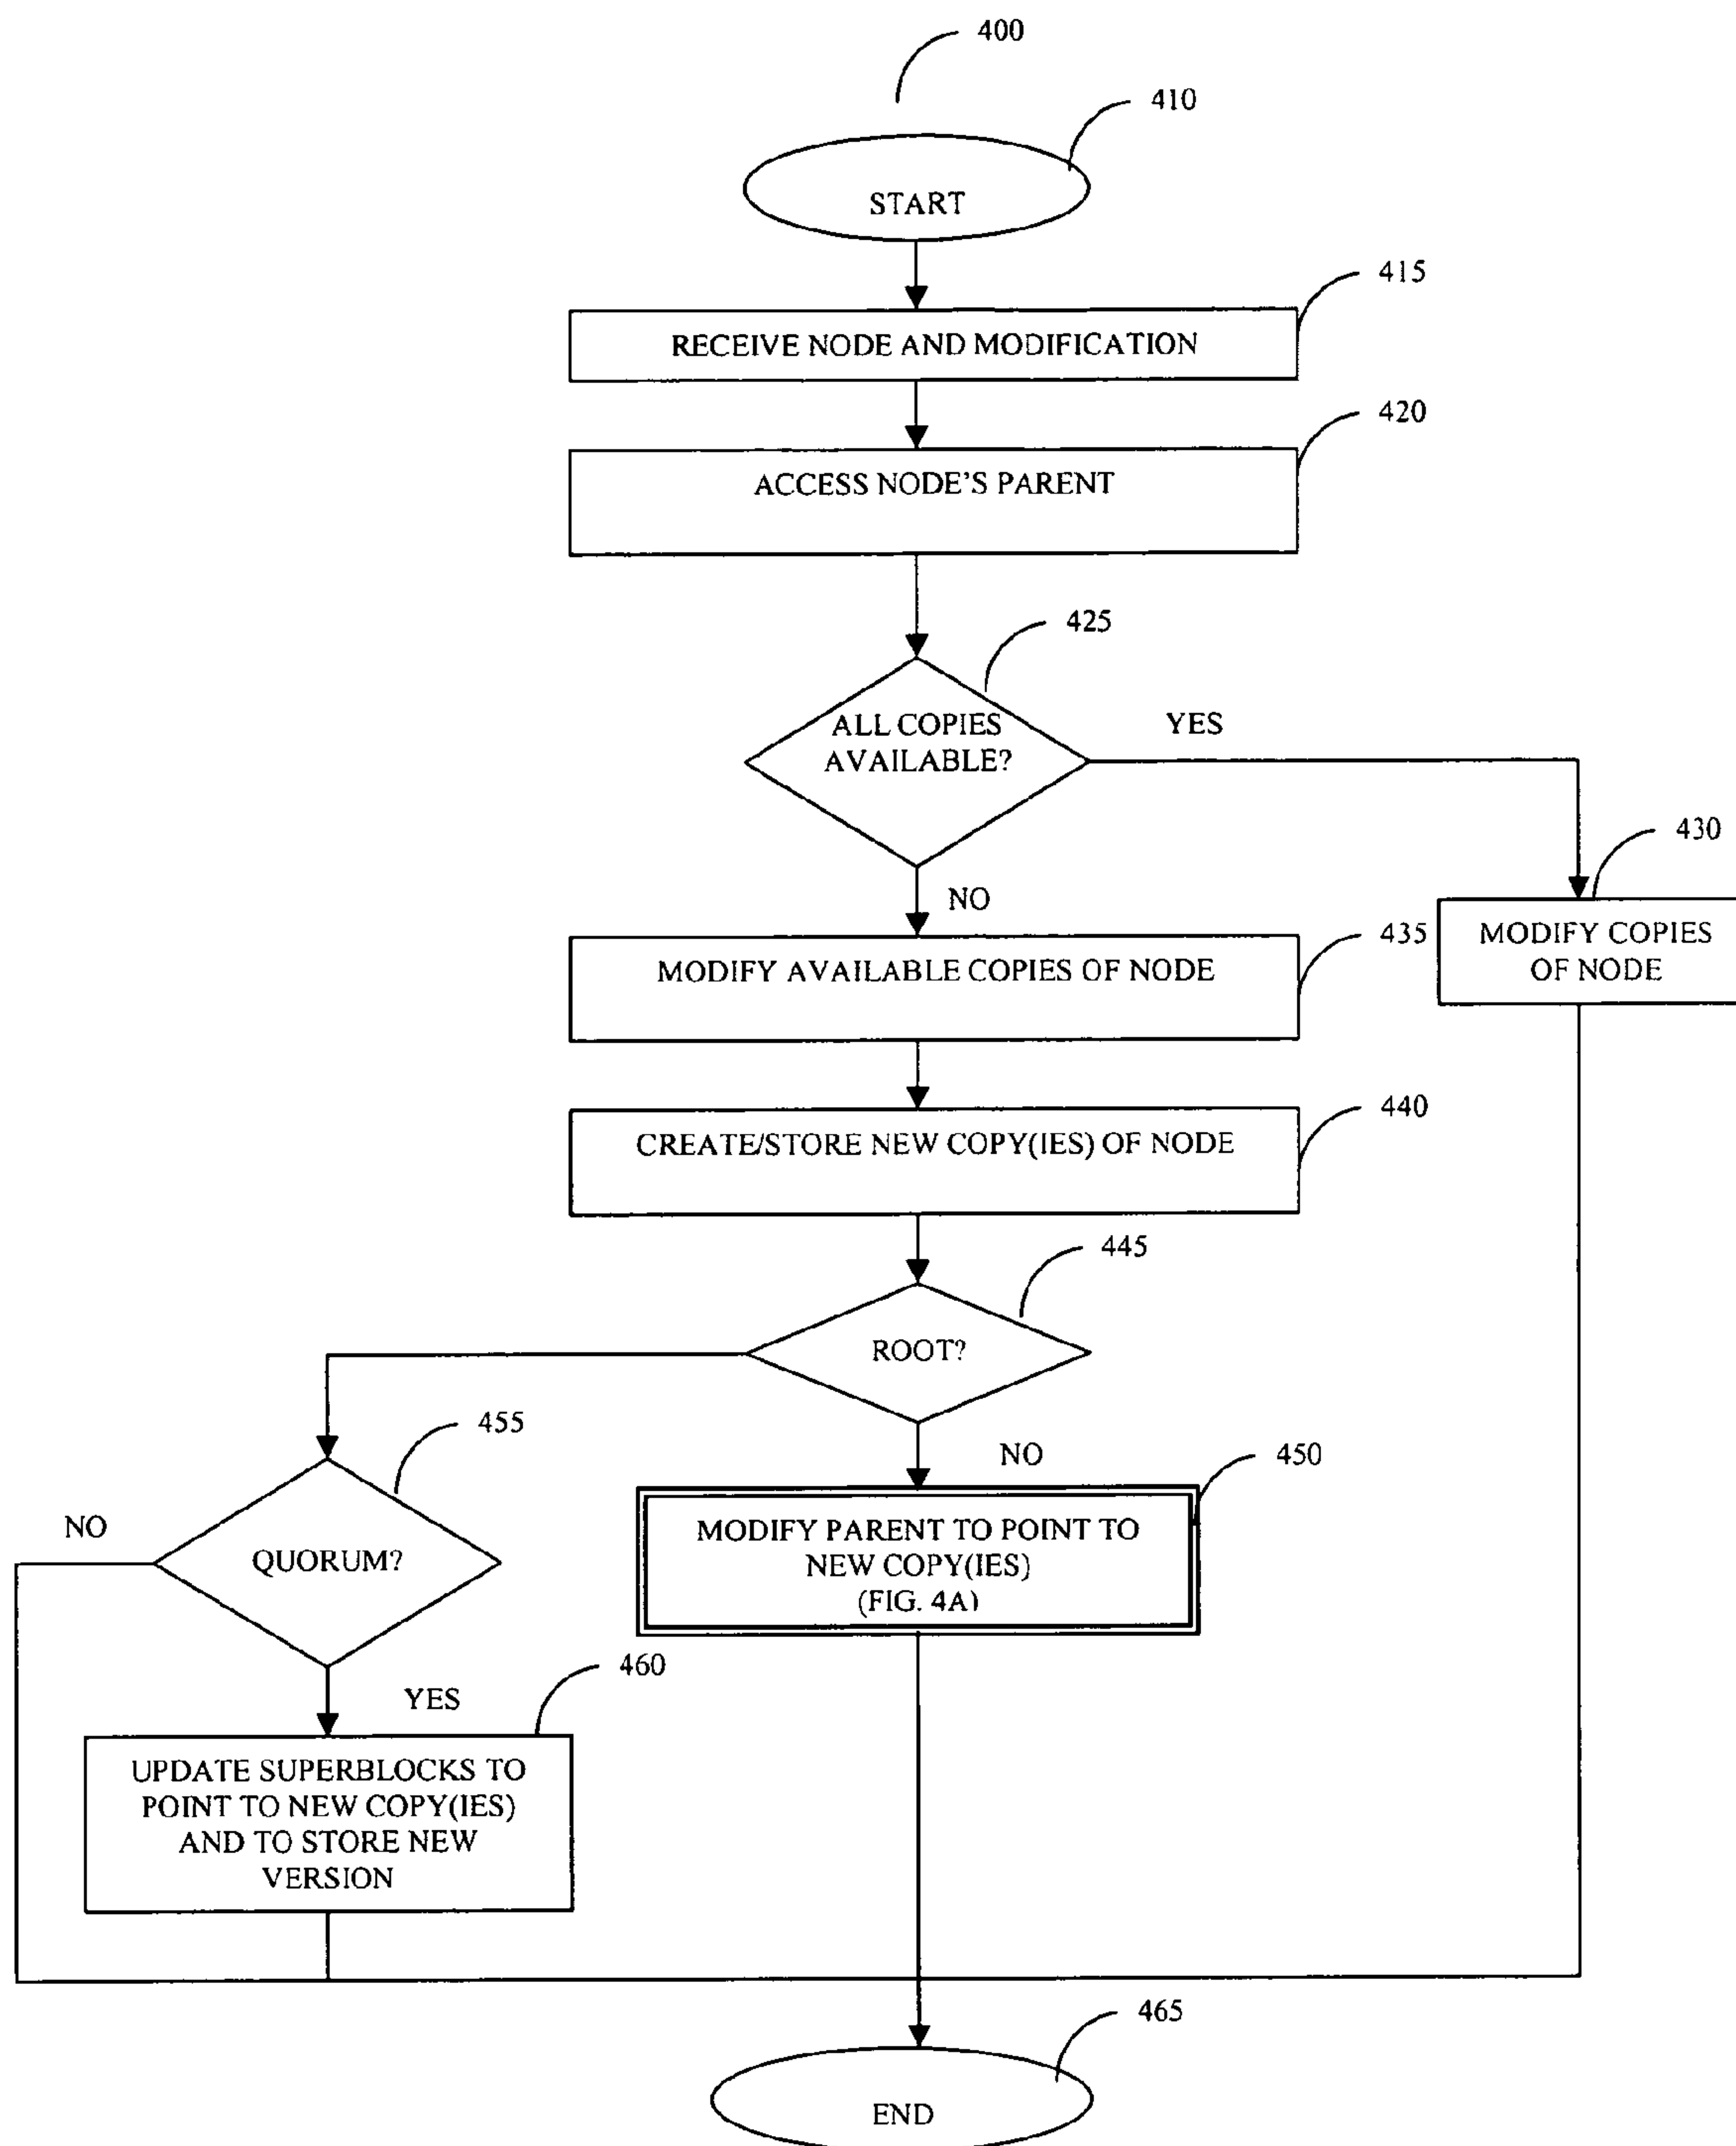 400
410
START
415
RECEIVE NODE AND MODIFICATION
420
ACCESS NODE'S PARENT
425
ALL COPIES
AVAILABLE?
YES
430
MODIFY COPIES
OF NODE
NO
435
MODIFY AVAILABLE COPIES OF NODE
440
CREATE/STORE NEW COPY(IES) OF NODE
445
ROOT?
455
NO
QUORUM?
NO
450
MODIFY PARENT TO POINT TO
NEW COPY(IES)
(FIG. 4A)
YES
460
UPDATE SUPERBLOCKS TO
POINT TO NEW COPY(IES)
AND TO STORE NEW
VERSION
465
END